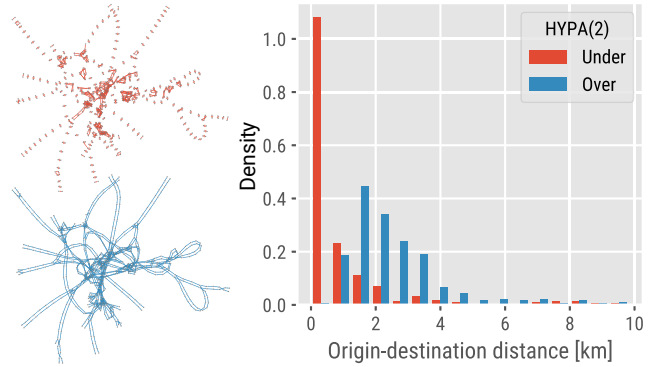 HYPA(2)
Under
Over
Density
1.0
0.8
0.6
0.4
0.2
0.0
0 2 4 6 8 10
Origin-destination distance [km]